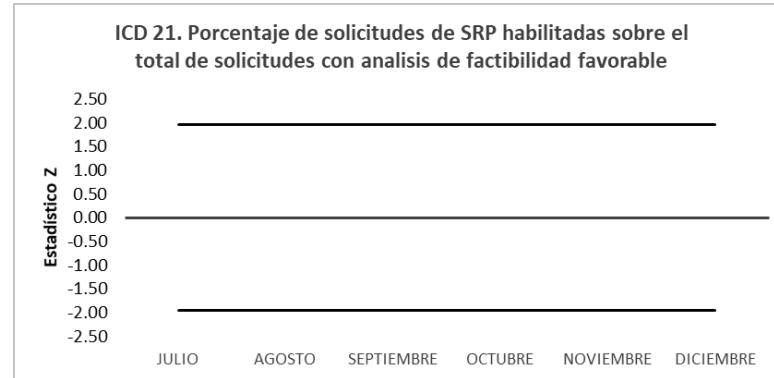 ICD 21. Porcentaje de solicitudes de SRP habilitadas sobre el
total de solicitudes con analisis de factibilidad favorable
Estadístico Z
2.50
2.00
1.50
1.00
0.50
0.00
-0.50
-1.00
-1.50
-2.00
-2.50
JULIO AGOSTO SEPTIEMBRE OCTUBRE NOVIEMBRE DICIEMBRE